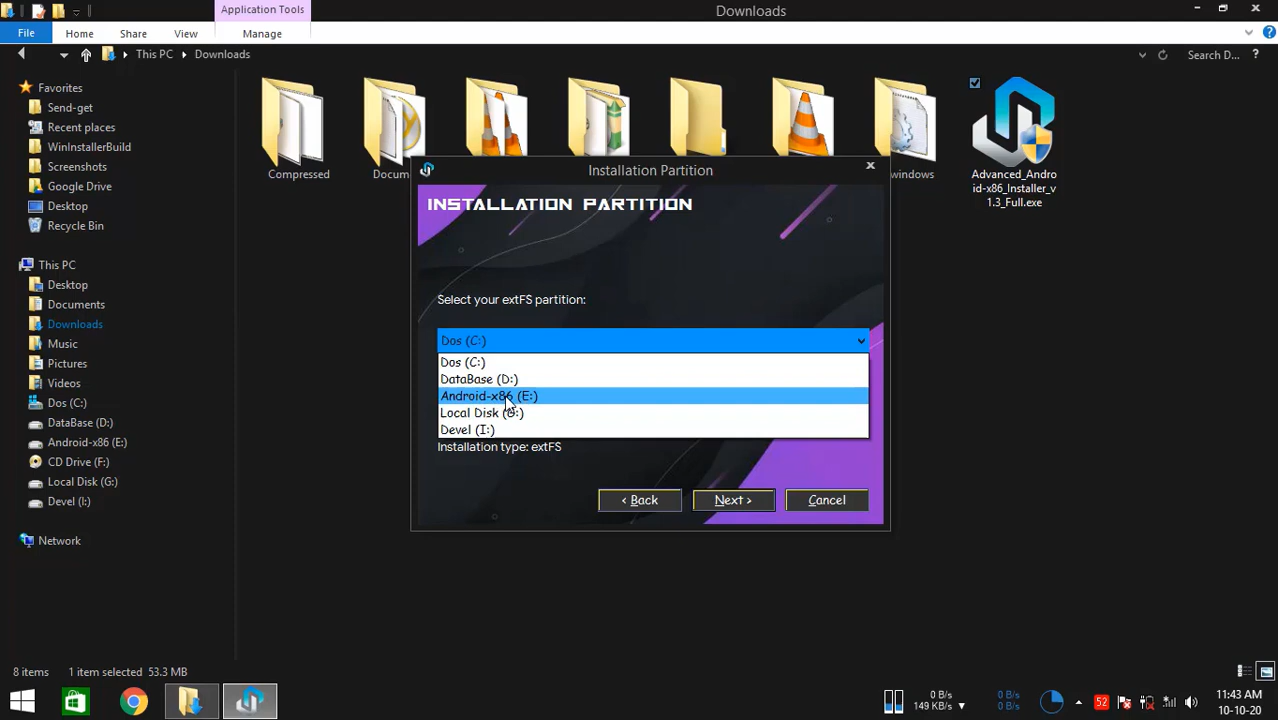 Application Tools
Downloads
File
Home
Share
View
Manage
This PC
Downloads
Search D...
Favorites
Send-get
Recent places
WinInstallerBuild
Screenshots
Google Drive
Desktop
Recycle Bin
This PC
Desktop
Documents
Downloads
Music
Pictures
Videos
Dos (C:)
DataBase (D:)
Android-x86 (E:)
CD Drive (F:)
Local Disk (G:)
Devel (I:)
Network
Compressed
Docum
windows
Advanced_Andro
id-x86_Installer_v
1.3_Full.exe
Installation Partition
INSTALLATION PARTITION
Select your extFS partition:
Dos (C:)
Dos (C:)
DataBase (D:)
Android-x86 (E:)
Local Disk (G:)
Devel (I:)
Installation type: extFS
< Back
Next >
Cancel
8 items
1 item selected 53.3 MB
0 B/s
149 KB/s
0 B/s
0 B/s
52
11:43 AM
10-10-20